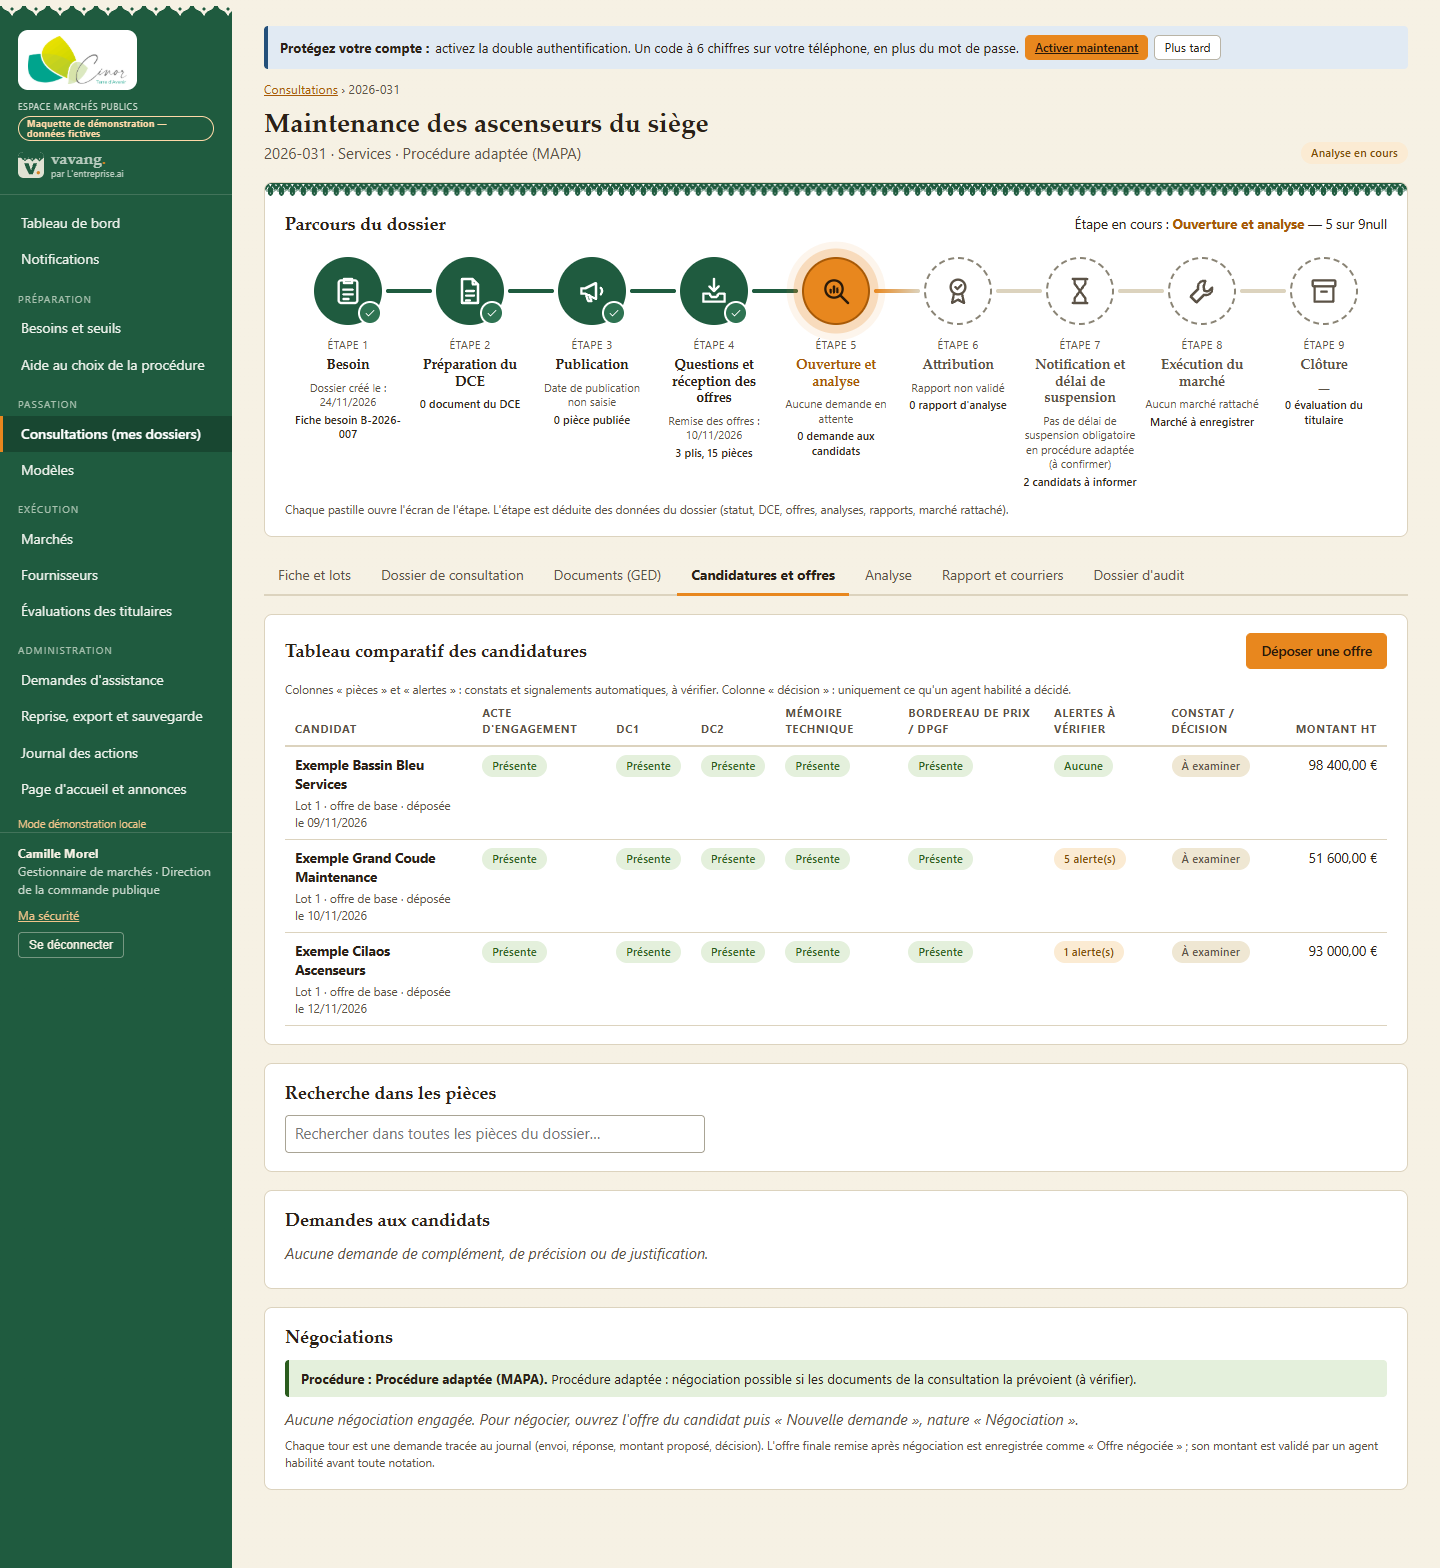 Cinor
Terre d'Avenir
ESPACE MARCHÉS PUBLICS
Maquette de démonstration —
données fictives
vavang.
par L'entreprise.ai
Tableau de bord
Notifications
PRÉPARATION
Besoins et seuils
Aide au choix de la procédure
PASSATION
Consultations (mes dossiers)
Modèles
EXÉCUTION
Marchés
Fournisseurs
Évaluations des titulaires
ADMINISTRATION
Demandes d'assistance
Reprise, export et sauvegarde
Journal des actions
Page d'accueil et annonces
Mode démonstration locale
Camille Morel
Gestionnaire de marchés · Direction
de la commande publique
Ma sécurité
Se déconnecter
Protégez votre compte : activez la double authentification. Un code à 6 chiffres sur votre téléphone, en plus du mot de passe. Activer maintenant Plus tard
Consultations › 2026-031
Maintenance des ascenseurs du siège
2026-031 · Services · Procédure adaptée (MAPA)
Analyse en cours
Parcours du dossier
Étape en cours : Ouverture et analyse — 5 sur 9null
ÉTAPE 1
Besoin
Dossier créé le :
24/11/2026
Fiche besoin B-2026-
007
ÉTAPE 2
Préparation du
DCE
0 document du DCE
ÉTAPE 3
Publication
Date de publication
non saisie
0 pièce publiée
ÉTAPE 4
Questions et
réception des
offres
Remise des offres :
10/11/2026
3 plis, 15 pièces
ÉTAPE 5
Ouverture et
analyse
Aucune demande en
attente
0 demande aux
candidats
ÉTAPE 6
Attribution
Rapport non validé
0 rapport d'analyse
ÉTAPE 7
Notification et
délai de
suspension
Pas de délai de
suspension obligatoire
en procédure adaptée
(à confirmer)
2 candidats à informer
ÉTAPE 8
Exécution du
marché
Aucun marché rattaché
Marché à enregistrer
ÉTAPE 9
Clôture
—
0 évaluation du
titulaire
Chaque pastille ouvre l'écran de l'étape. L'étape est déduite des données du dossier (statut, DCE, offres, analyses, rapports, marché rattaché).
Fiche et lots Dossier de consultation Documents (GED) Candidatures et offres Analyse Rapport et courriers Dossier d'audit
Tableau comparatif des candidatures
Déposer une offre
Colonnes « pièces » et « alertes » : constats et signalements automatiques, à vérifier. Colonne « décision » : uniquement ce qu'un agent habilité a décidé.
CANDIDAT
ACTE
D'ENGAGEMENT
DC1
DC2
MÉMOIRE
TECHNIQUE
BORDEREAU DE PRIX
/ DPGF
ALERTES À
VÉRIFIER
CONSTAT /
DÉCISION
MONTANT HT
Exemple Bassin Bleu
Services
Lot 1 · offre de base · déposée
le 09/11/2026
Présente Présente Présente Présente Présente Aucune À examiner 98 400,00 €
Exemple Grand Coude
Maintenance
Lot 1 · offre de base · déposée
le 10/11/2026
Présente Présente Présente Présente Présente 5 alerte(s) À examiner 51 600,00 €
Exemple Cilaos
Ascenseurs
Lot 1 · offre de base · déposée
le 12/11/2026
Présente Présente Présente Présente Présente 1 alerte(s) À examiner 93 000,00 €
Recherche dans les pièces
Rechercher dans toutes les pièces du dossier...
Demandes aux candidats
Aucune demande de complément, de précision ou de justification.
Négociations
Procédure : Procédure adaptée (MAPA). Procédure adaptée : négociation possible si les documents de la consultation la prévoient (à vérifier).
Aucune négociation engagée. Pour négocier, ouvrez l'offre du candidat puis « Nouvelle demande », nature « Négociation ».
Chaque tour est une demande tracée au journal (envoi, réponse, montant proposé, décision). L'offre finale remise après négociation est enregistrée comme « Offre négociée » ; son montant est validé par un agent
habilité avant toute notation.